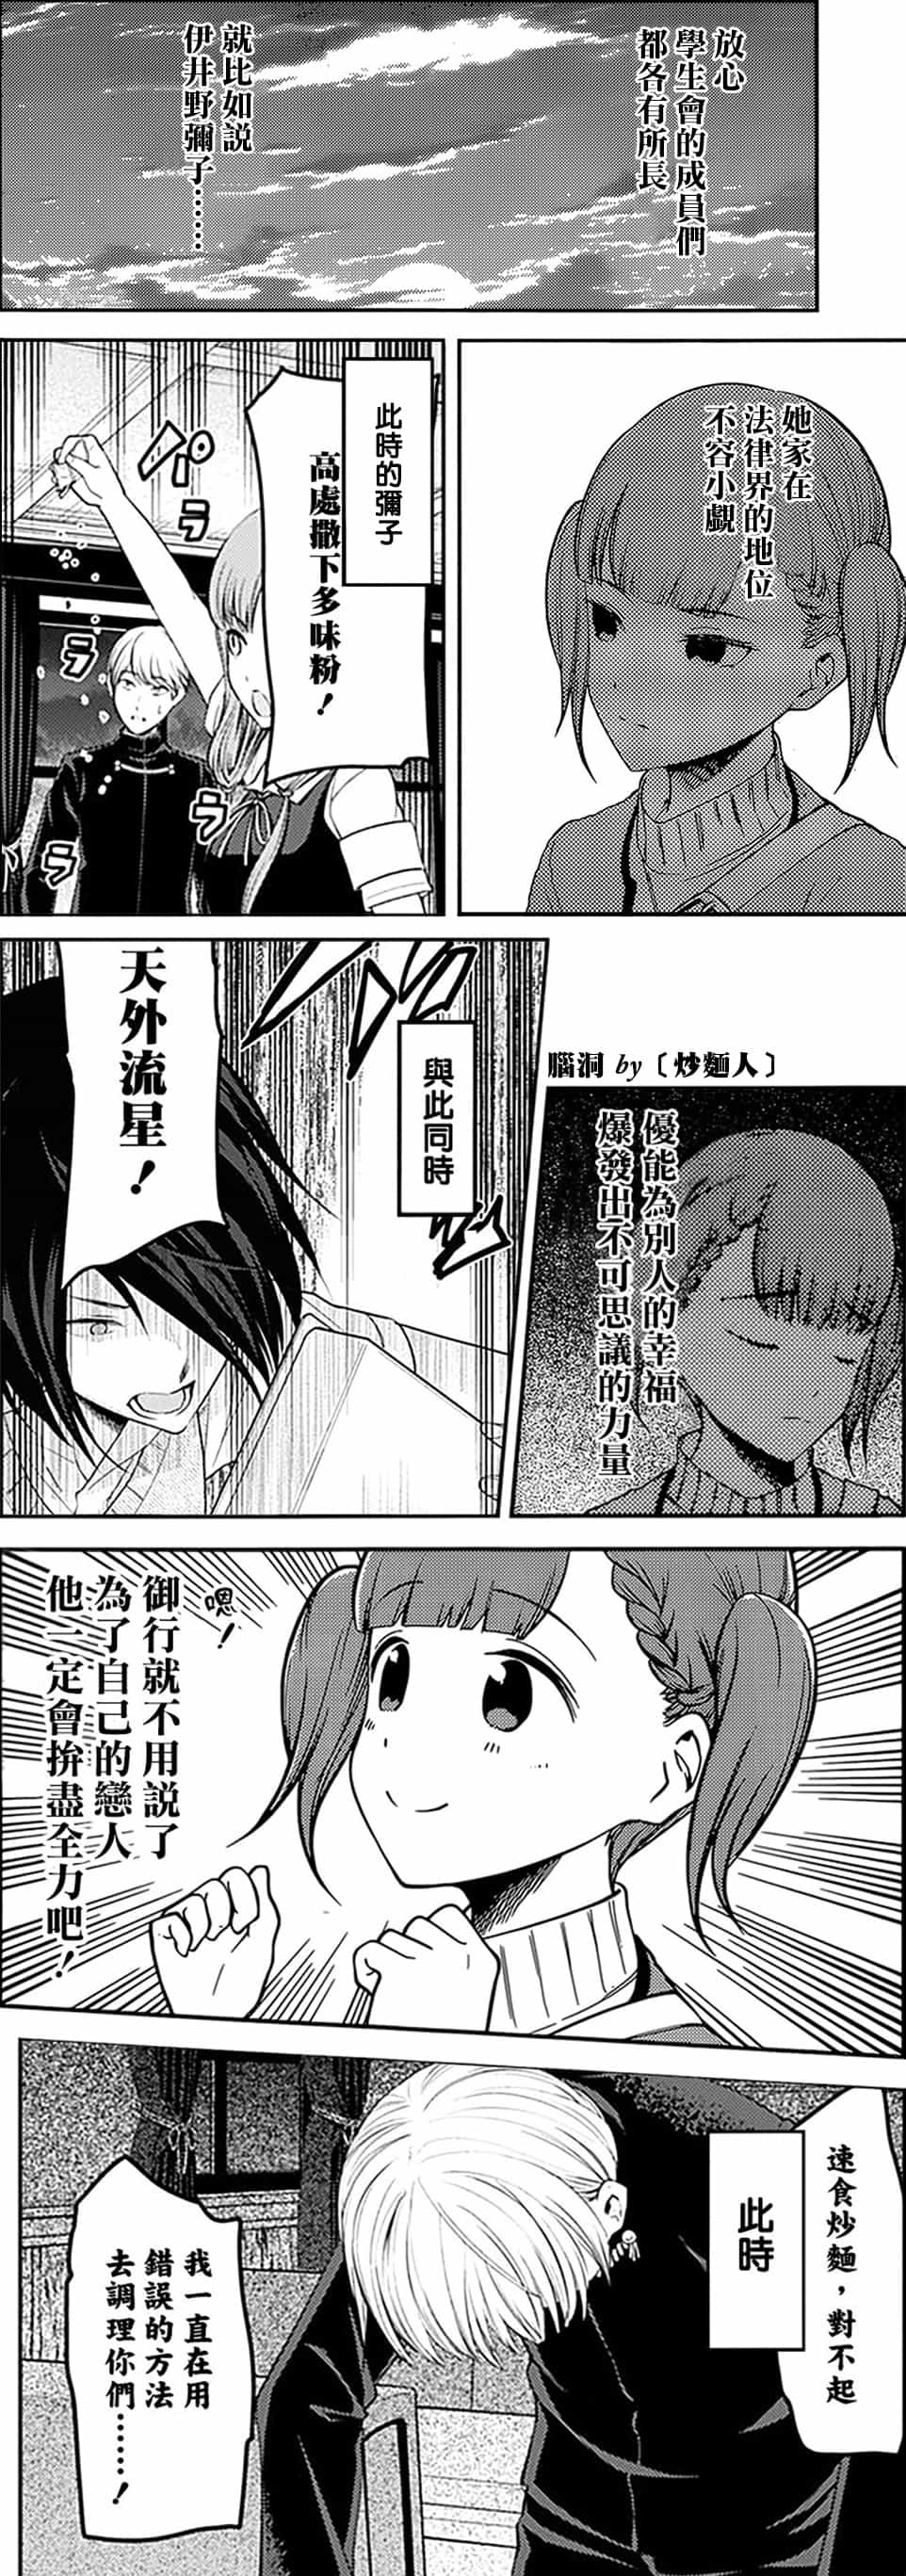 放心
學生會的成員們
都各有所長
就比如説
伊井野彌子……
她家在
法律界的地位
不容小覷
此時的彌子
高處撒下多味粉！
パ
ラ
ラ
ラ
ラ
腦洞 by〔炒麵人〕
優能為別人的幸福
爆發出不可思議的力量
與此同時
天外流星！
嗯！
御行就不用説了
為了自己的戀人
他一定會拚盡全力吧！
速食炒麵，對不起
此時
我一直在用
錯誤的方法
去調理你們……！